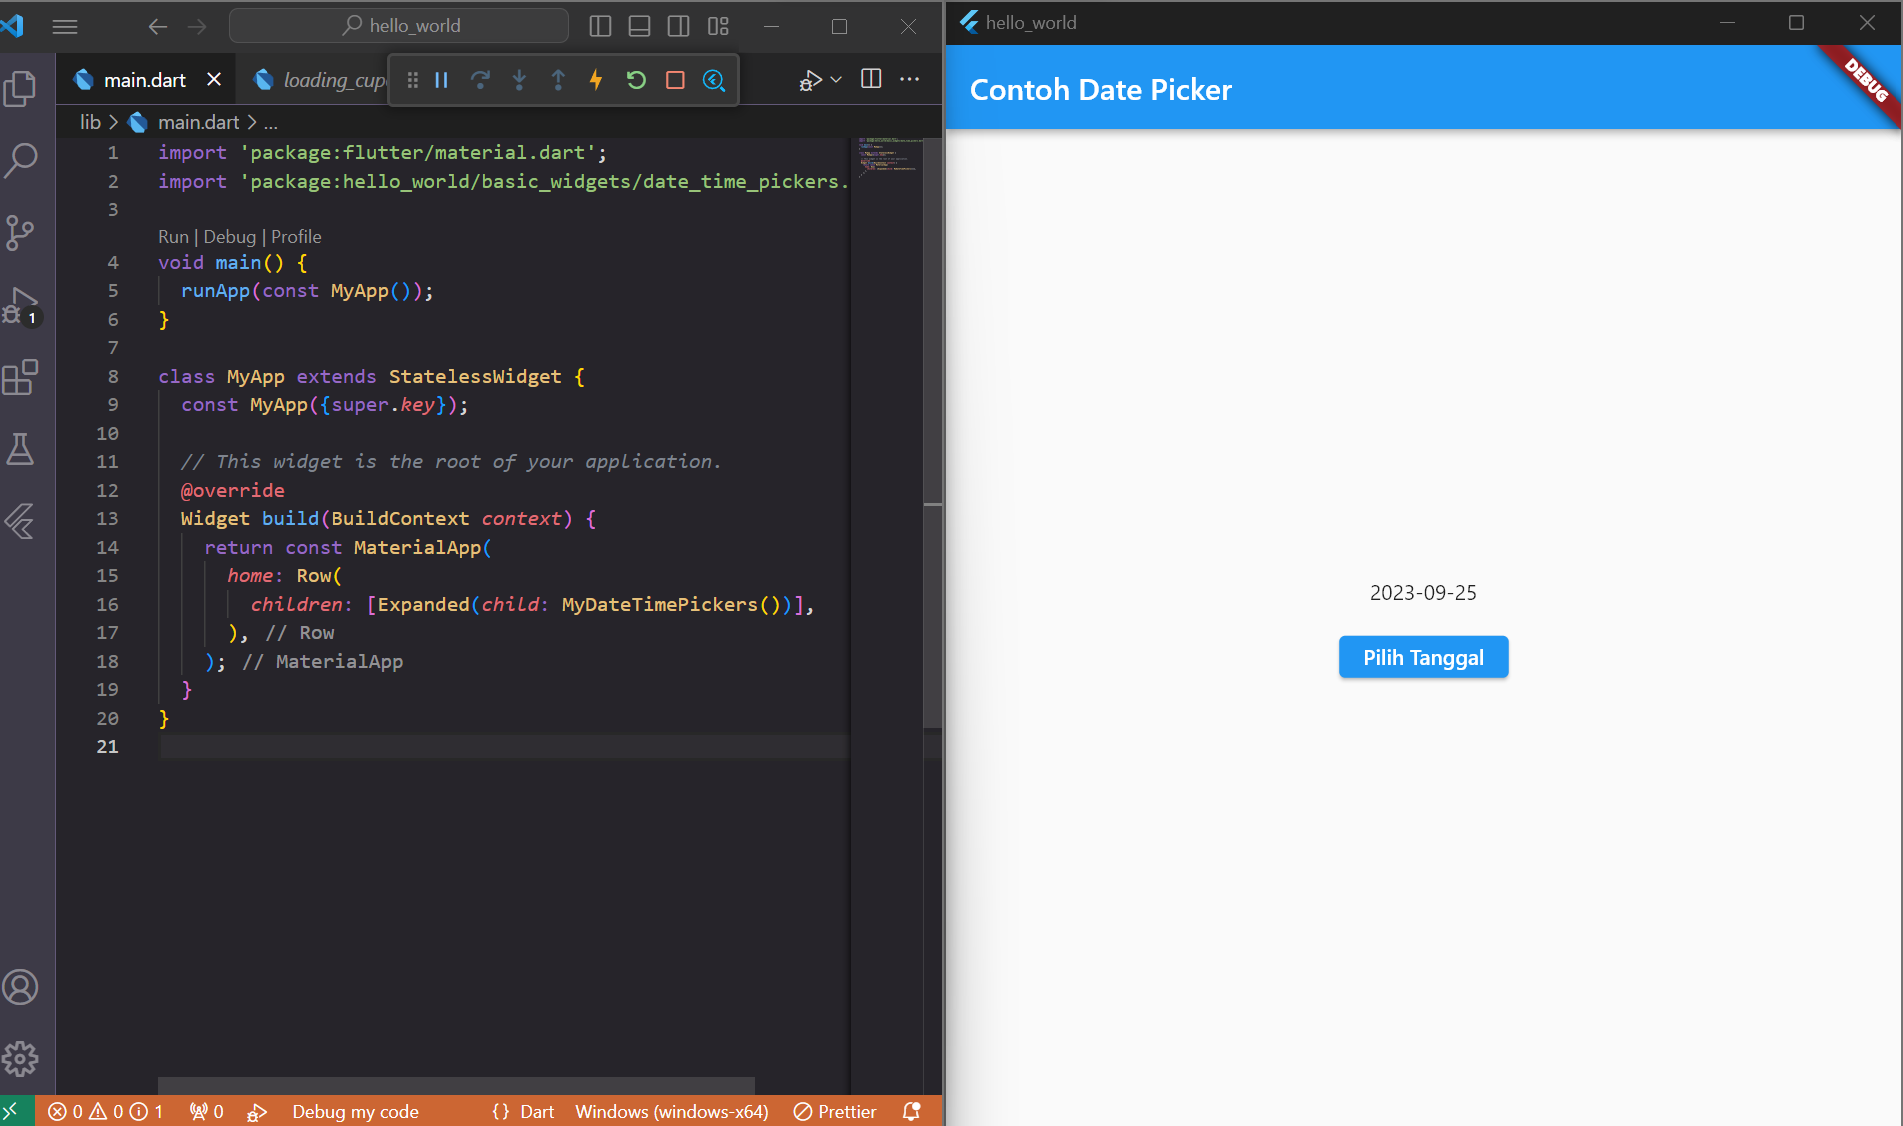 hello_world
main.dart
loading_cup
lib > main.dart > ...
1 import 'package:flutter/material.dart';
2 import 'package:hello_world/basic_widgets/date_time_pickers.
3
Run | Debug | Profile
4 void main() {
5 runApp(const MyApp());
6 }
7
8 class MyApp extends StatelessWidget {
9 const MyApp({super.key});
10
11 // This widget is the root of your application.
12 @override
13 Widget build(BuildContext context) {
14 return const MaterialApp(
15 home: Row(
16 children: [Expanded(child: MyDateTimePickers())],
17 ), // Row
18 ); // MaterialApp
19 }
20 }
21
1
0 0 1 0 Debug my code {} Dart Windows (windows-x64) Prettier
hello_world
Contoh Date Picker
DEBUG
2023-09-25
Pilih Tanggal